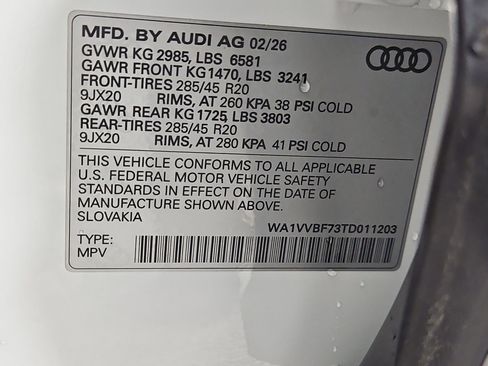 MFD. BY AUDI AG 02/26
GVWR KG 2985, LBS 6581
GAWR FRONT KG1470, LBS 3241
FRONT-TIRES 285/45 R20
9JX20 RIMS, AT 260 KPA 38 PSI COLD
GAWR REAR KG 1725, LBS 3803
REAR-TIRES 285/45 R20
9JX20 RIMS, AT 280 KPA 41 PSI COLD
THIS VEHICLE CONFORMS TO ALL APPLICABLE
U.S. FEDERAL MOTOR VEHICLE SAFETY
STANDARDS IN EFFECT ON THE DATE OF
MANUFACTURE SHOWN ABOVE.
SLOVAKIA
WA1VVBF73TD011203
TYPE:
MPV